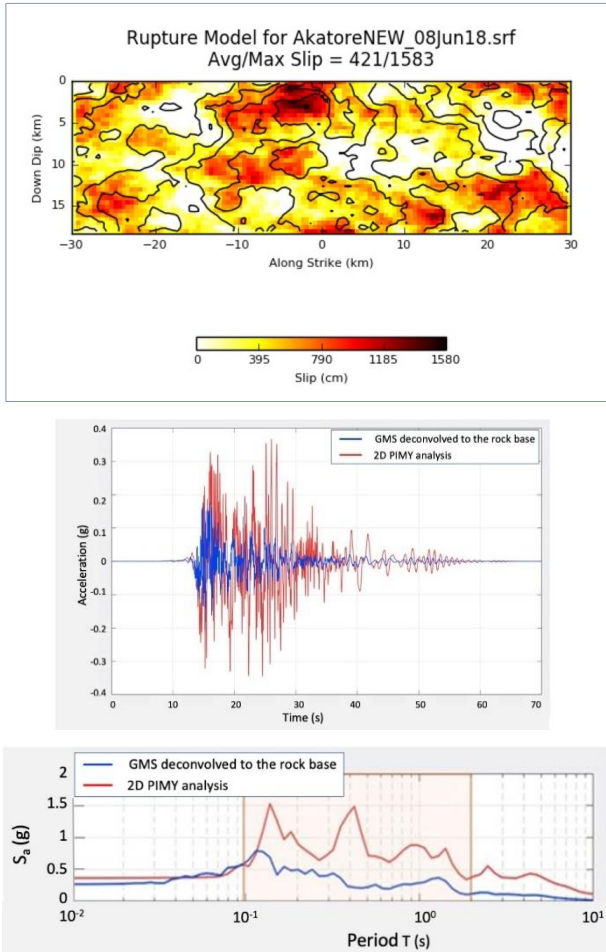 Rupture Model for AkatoreNEW_08Jun18.srf
Avg/Max Slip = 421/1583
0
5
10
15
Down Dip (km)
−30 −20 −10 0 10 20 30
Along Strike (km)
0 395 790 1185 1580
Slip (cm)
GMS deconvolved to the rock base
2D PIMY analysis
0.4
0.3
0.2
0.1
0
-0.1
-0.2
-0.3
-0.4
Acceleration (g)
0 10 20 30 40 50 60 70
Time (s)
GMS deconvolved to the rock base
2D PIMY analysis
2
1.5
1
0.5
0
Sa (g)
10-2 10-1 100 101
Period T (s)